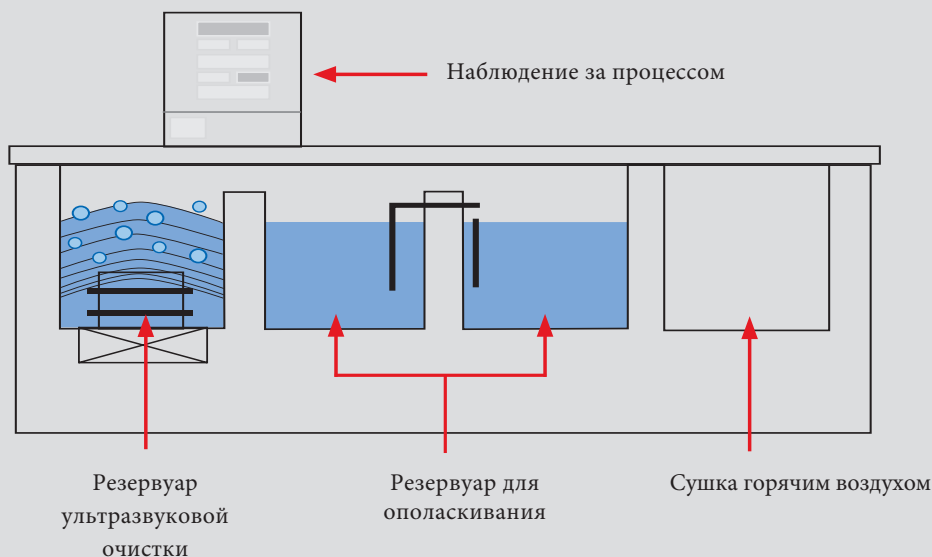 Наблюдение за процессом
Резервуар
ультразвуковой
очистки
Резервуар для
ополаскивания
Сушка горячим воздухом